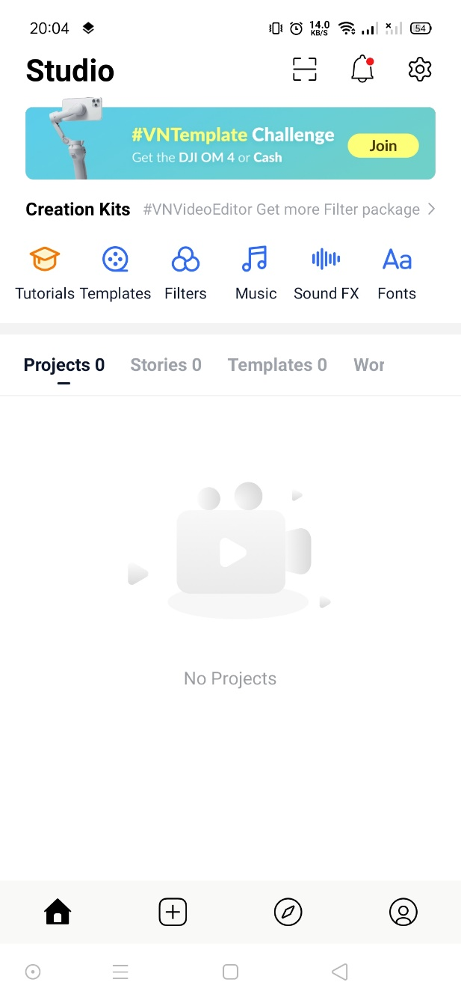 20:04
14.0
KB/S
54
Studio
#VNTemplate Challenge
Get the DJI OM 4 or Cash
Join
Creation Kits #VNVideoEditor Get more Filter package
Tutorials Templates Filters Music Sound FX Fonts
Aa
Projects 0 Stories 0 Templates 0 Wor
No Projects